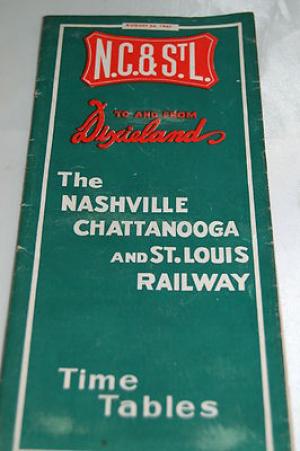 N.C.& ST.L.
TO AND FROM
Dixieland
The
NASHVILLE
CHATTANOOGA
AND ST. LOUIS
RAILWAY
Time
Tables